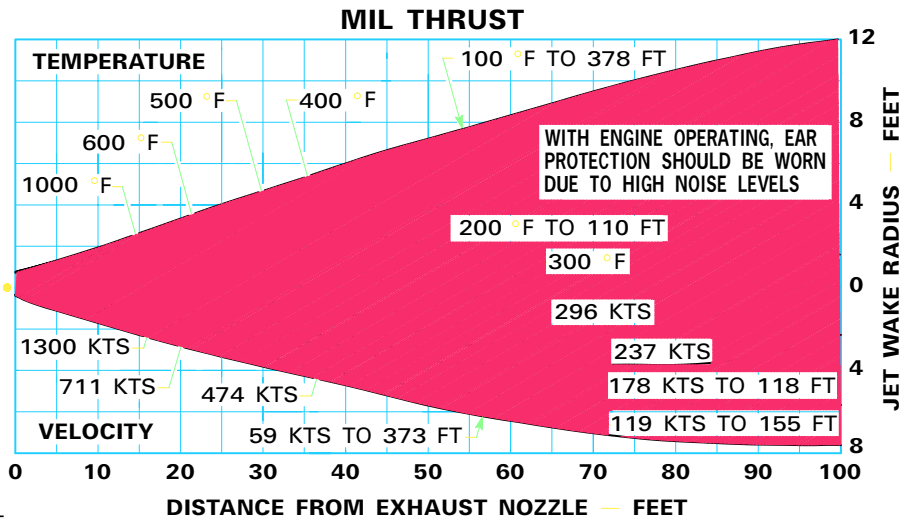 MIL THRUST
TEMPERATURE
100 °F TO 378 FT
500 °F
400 °F
600 °F
1000 °F
WITH ENGINE OPERATING, EAR
PROTECTION SHOULD BE WORN
DUE TO HIGH NOISE LEVELS
200 °F TO 110 FT
300 °F
296 KTS
1300 KTS
237 KTS
711 KTS
474 KTS
178 KTS TO 118 FT
119 KTS TO 155 FT
59 KTS TO 373 FT
VELOCITY
12
8
4
0
4
8
JET WAKE RADIUS — FEET
0 10 20 30 40 50 60 70 80 90 100
DISTANCE FROM EXHAUST NOZZLE — FEET